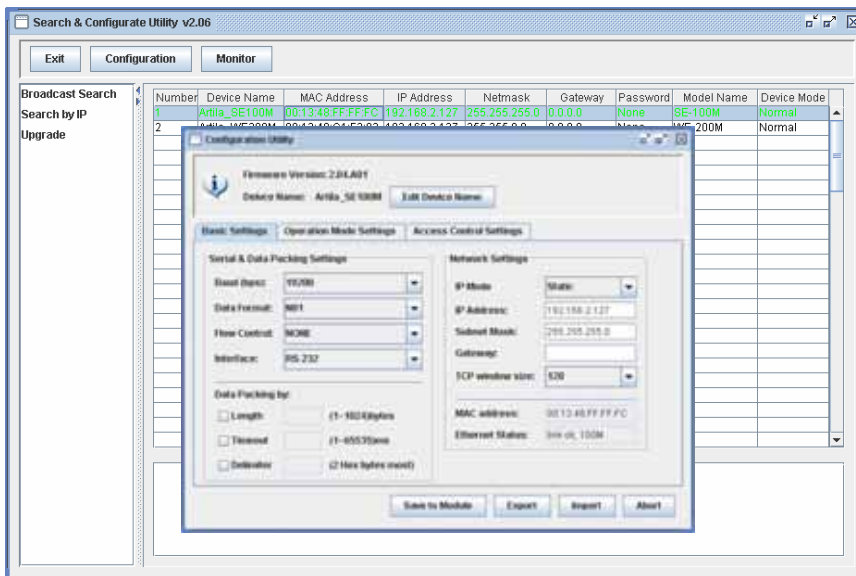 Search & Configurate Utility v2.06
Exit Configuration Monitor
Broadcast Search
Search by IP
Upgrade
Number Device Name MAC Address IP Address Netmask Gateway Password Model Name Device Mode
1 Artila_SE100M 00:13:48:FF:FF:FC 192.168.2.127 255.255.255.0 0.0.0.0 None SE-100M Normal
2 200M Normal
Configuration Utility
Firmware Version: 2.04.A01
Device Name: Artila_SE100M Edit Device Name
Basic Settings Operation Mode Settings Access Control Settings
Serial & Data Packing Settings
Baud (bps): 19200
Data Format: N81
Flow Control: NONE
Interface: RS-232
Data Packing by:
Length (1~1024)bytes
Timeout (1~65535)ms
Delimiter (2 Hex bytes most)
Network Settings
IP Mode Static
IP Address: 192.168.2.127
Subnet Mask: 255.255.255.0
Gateway:
TCP window size: 520
MAC address: 00:13:48:FF:FF:FC
Ethernet Status: link ok, 100M
Save to Module Export Import Abort